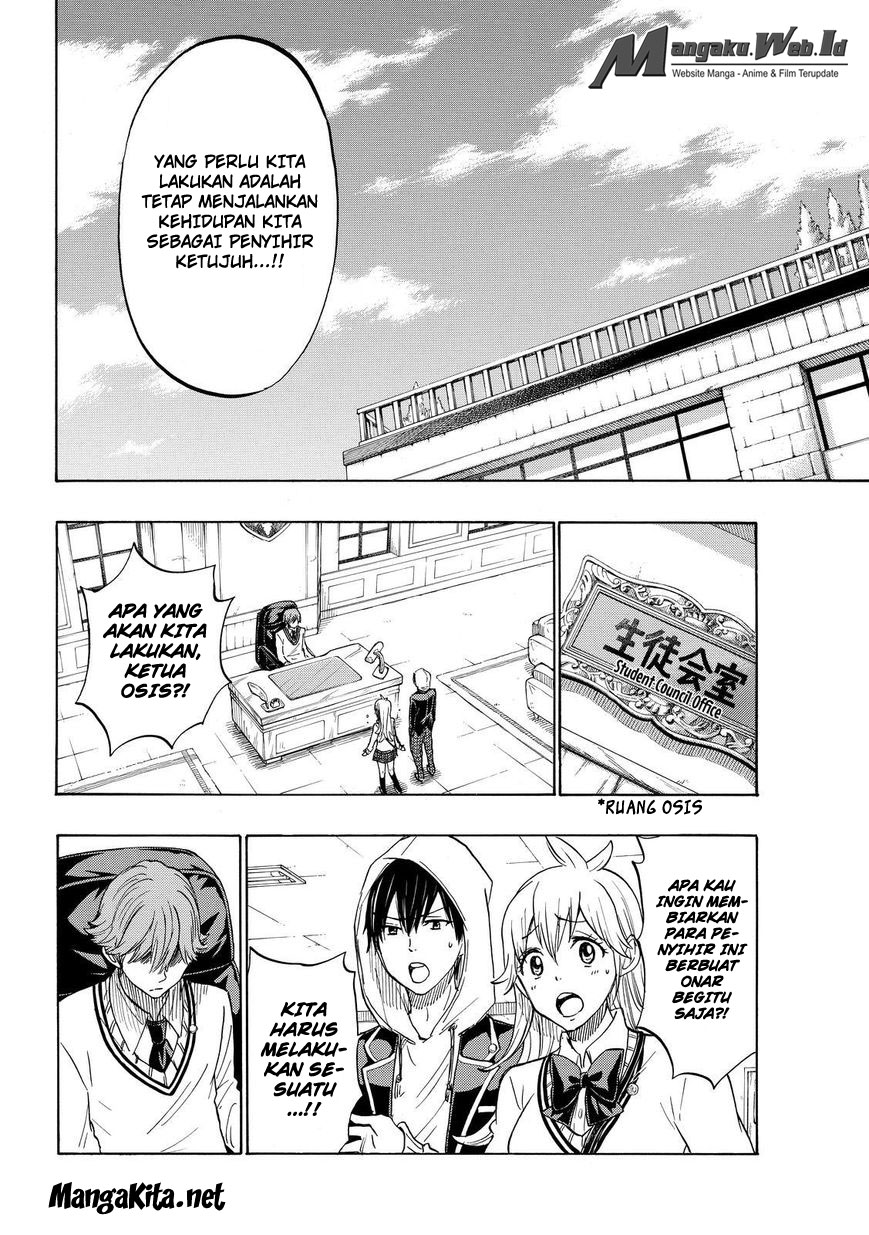 Mangaku.Web.Id
Website Manga - Anime & Film Terupdate
YANG PERLU KITA
LAKUKAN ADALAH
TETAP MENJALANKAN
KEHIDUPAN KITA
SEBAGAI PENYIHIR
KETUJUH...!!
生徒会室
Student Council Office
*RUANG OSIS
APA YANG
AKAN KITA
LAKUKAN,
KETUA
OSIS?!
APA KAU
INGIN MEM-
BIARKAN
PARA PE-
NYIHIR INI
BERBUAT
ONAR
BEGITU
SAJA?!
KITA
HARUS
MELAKU-
KAN SE-
SUATU
...!!
MangaKita.net